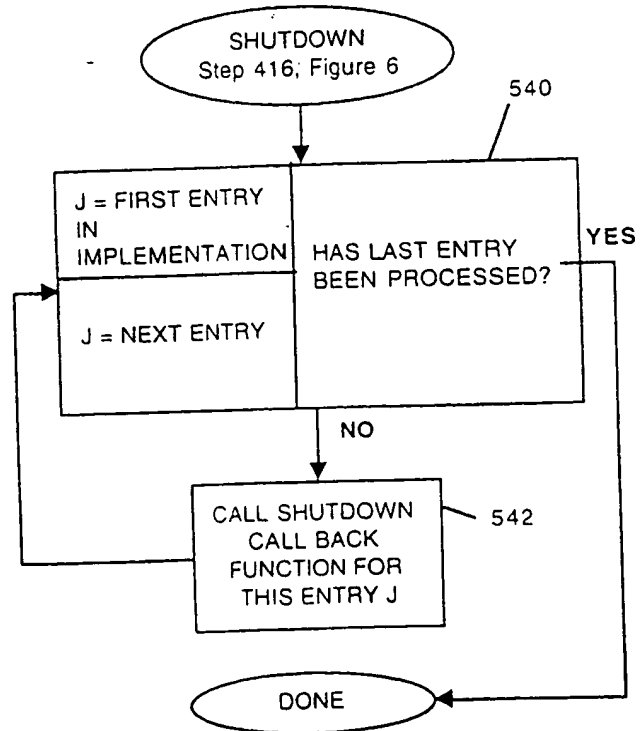 SHUTDOWN
Step 416, Figure 6
540
J = FIRST ENTRY
IN
IMPLEMENTATION
HAS LAST ENTRY
BEEN PROCESSED?
YES
J = NEXT ENTRY
NO
CALL SHUTDOWN
CALL BACK
FUNCTION FOR
THIS ENTRY J
542
DONE